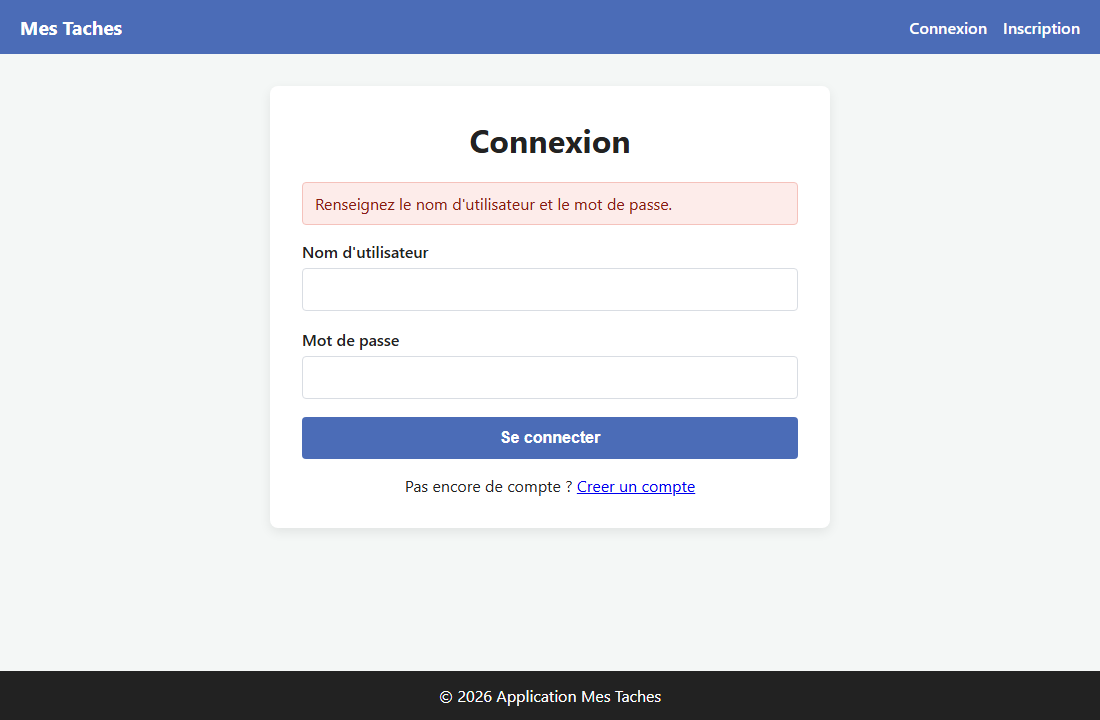 Mes Taches
Connexion Inscription
Connexion
Renseignez le nom d'utilisateur et le mot de passe.
Nom d'utilisateur
Mot de passe
Se connecter
Pas encore de compte ? Creer un compte
© 2026 Application Mes Taches